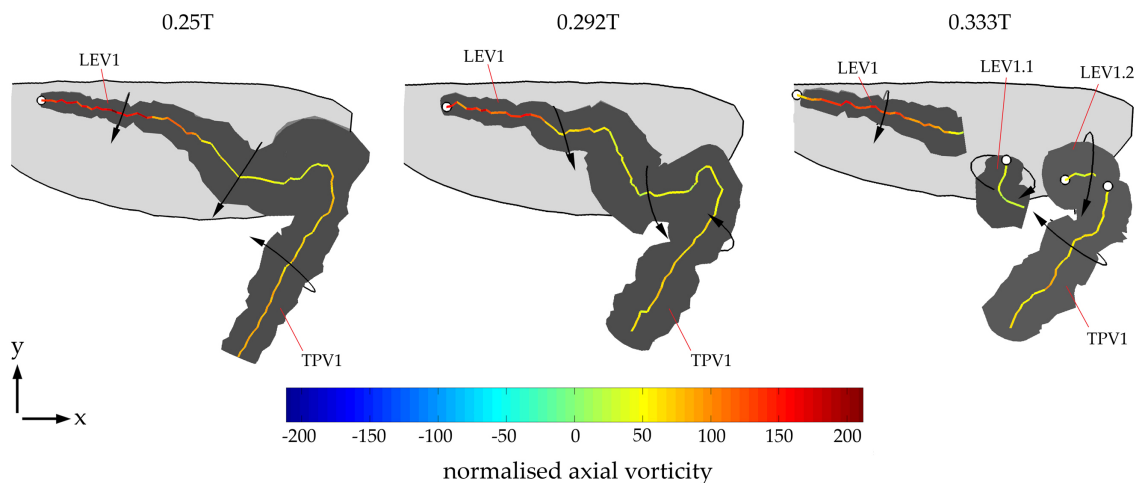 0.25T
0.292T
0.333T
LEV1
LEV1
LEV1
LEV1.1
LEV1.2
TPV1
TPV1
TPV1
y
x
-200 -150 -100 -50 0 50 100 150 200
normalised axial vorticity